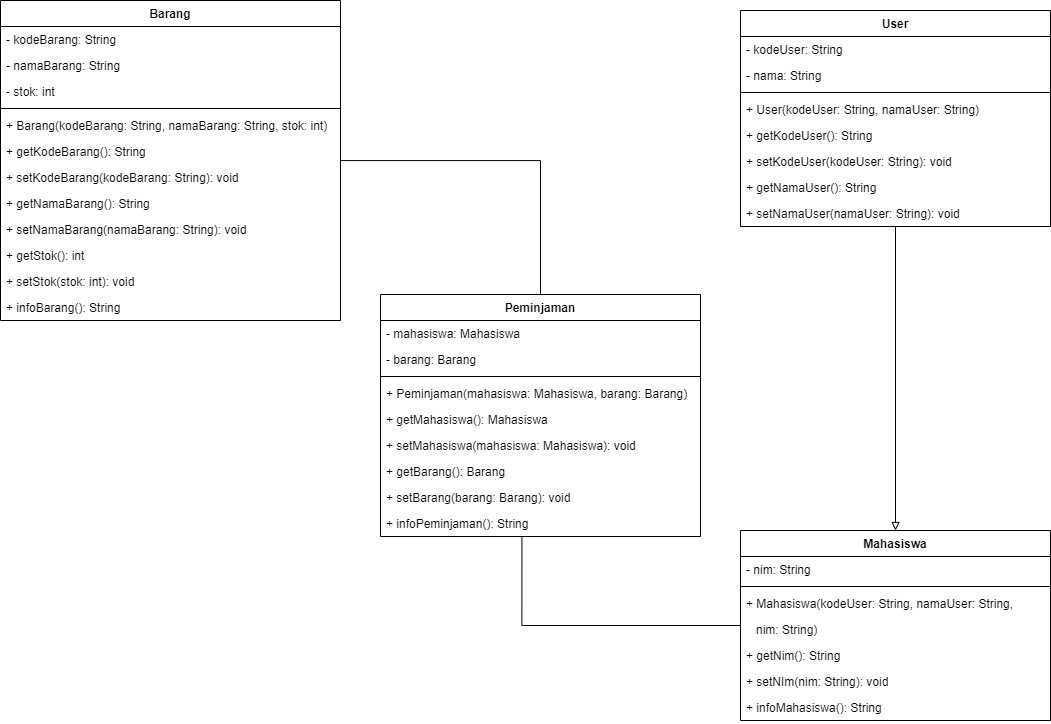 Barang
- kodeBarang: String
- namaBarang: String
- stok: int
+ Barang(kodeBarang: String, namaBarang: String, stok: int)
+ getKodeBarang(): String
+ setKodeBarang(kodeBarang: String): void
+ getNamaBarang(): String
+ setNamaBarang(namaBarang: String): void
+ getStok(): int
+ setStok(stok: int): void
+ infoBarang(): String
User
- kodeUser: String
- nama: String
+ User(kodeUser: String, namaUser: String)
+ getKodeUser(): String
+ setKodeUser(kodeUser: String): void
+ getNamaUser(): String
+ setNamaUser(namaUser: String): void
Peminjaman
- mahasiswa: Mahasiswa
- barang: Barang
+ Peminjaman(mahasiswa: Mahasiswa, barang: Barang)
+ getMahasiswa(): Mahasiswa
+ setMahasiswa(mahasiswa: Mahasiswa): void
+ getBarang(): Barang
+ setBarang(barang: Barang): void
+ infoPeminjaman(): String
Mahasiswa
- nim: String
+ Mahasiswa(kodeUser: String, namaUser: String,
nim: String)
+ getNim(): String
+ setNIm(nim: String): void
+ infoMahasiswa(): String